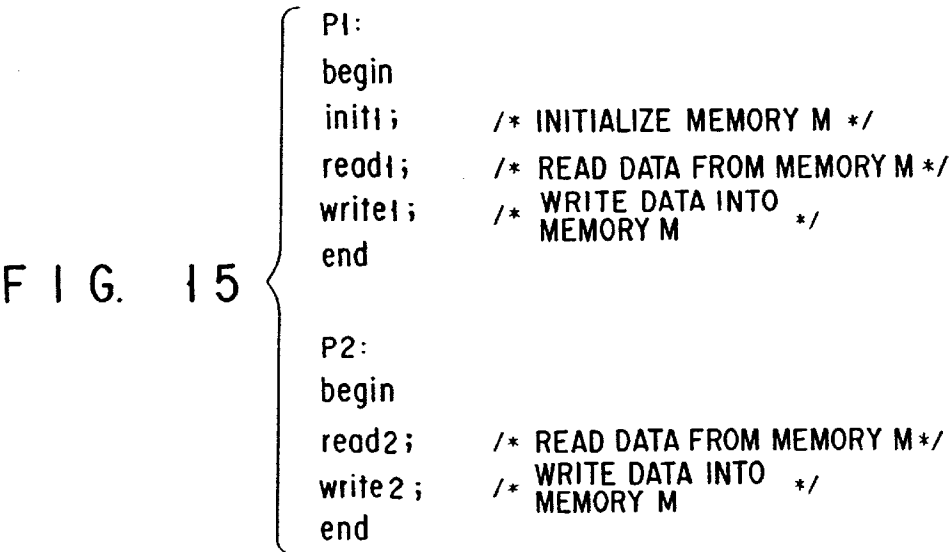 P1:
begin
init1; /* INITIALIZE MEMORY M */
read1; /* READ DATA FROM MEMORY M */
write1; /* WRITE DATA INTO
MEMORY M */
end
FIG. 15
P2:
begin
read2; /* READ DATA FROM MEMORY M */
write2; /* WRITE DATA INTO
MEMORY M */
end